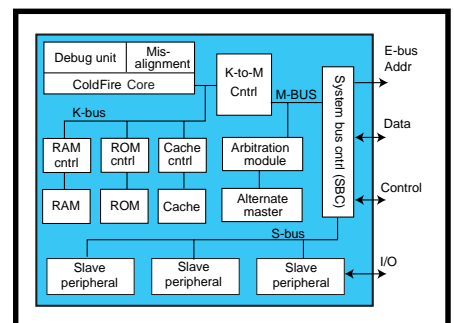 Debug unit
Mis-
alignment
ColdFire Core
K-to-M
Cntrl
E-bus
Addr
M-BUS
K-bus
System bus cntrl (SBC)
Data
RAM
cntrl
ROM
cntrl
Cache
cntrl
Arbitration
module
RAM
ROM
Cache
Alternate
master
Control
S-bus
Slave
peripheral
Slave
peripheral
Slave
peripheral
I/O